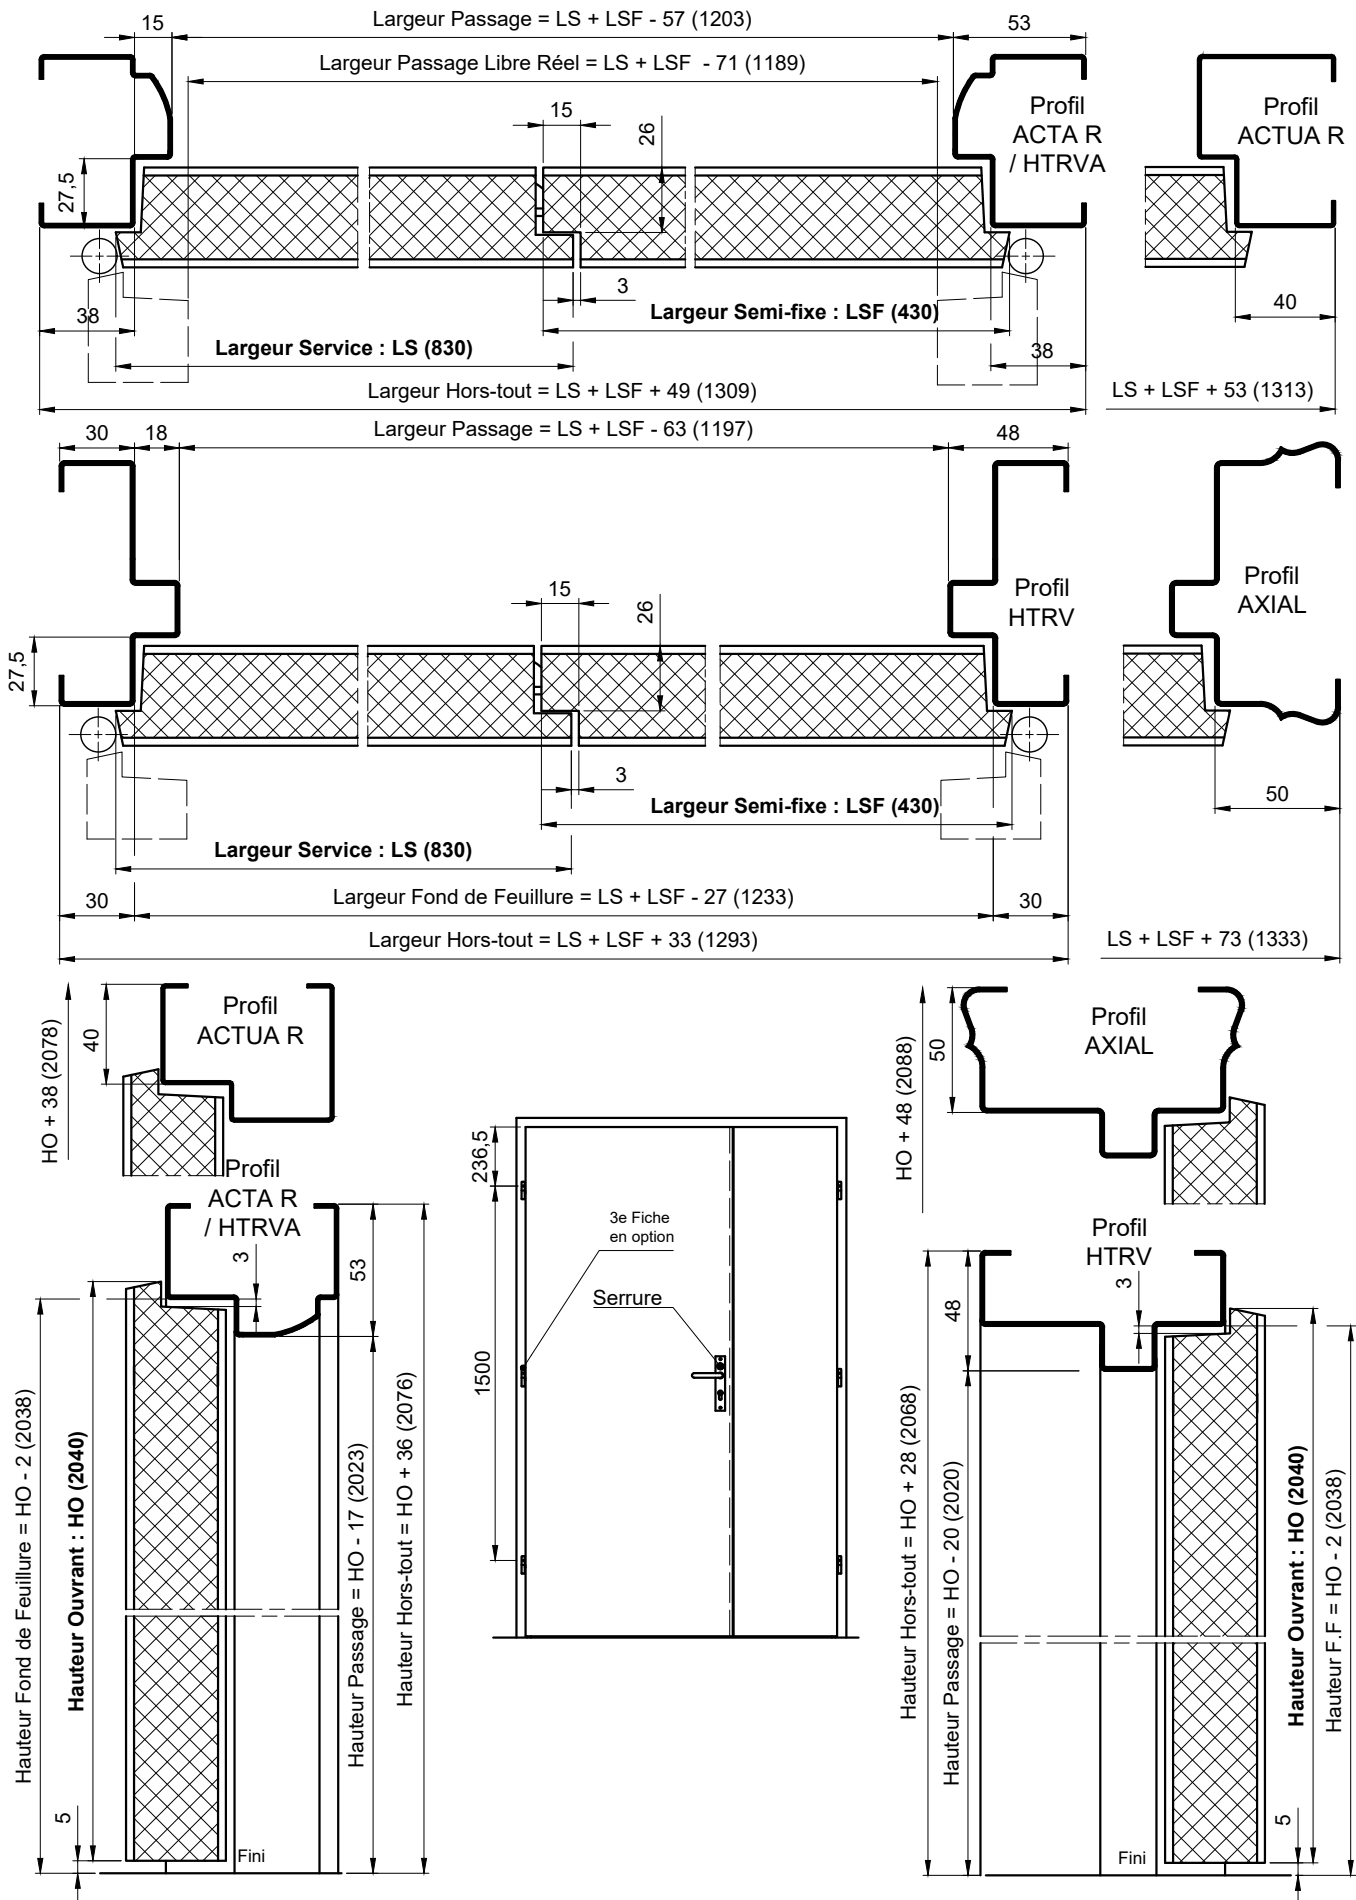 Largeur Passage = LS + LSF - 57 (1203)
15
53
Largeur Passage Libre Réel = LS + LSF - 71 (1189)
15
26
27,5
Profil
ACTA R
/ HTRVA
Profil
ACTUA R
3
38
Largeur Semi-fixe : LSF (430)
40
Largeur Service : LS (830)
38
Largeur Hors-tout = LS + LSF + 49 (1309)
LS + LSF + 53 (1313)
30
18
Largeur Passage = LS + LSF - 63 (1197)
48
15
26
27,5
Profil
HTRV
Profil
AXIAL
3
Largeur Semi-fixe : LSF (430)
50
Largeur Service : LS (830)
30
Largeur Fond de Feuillure = LS + LSF - 27 (1233)
30
Largeur Hors-tout = LS + LSF + 33 (1293)
LS + LSF + 73 (1333)
HO + 38 (2078)
40
Profil
ACTUA R
HO + 48 (2088)
50
Profil
AXIAL
Profil
ACTA R
/ HTRVA
3
53
Hauteur Fond de Feuillure = HO - 2 (2038)
Hauteur Ouvrant : HO (2040)
Hauteur Passage = HO - 17 (2023)
Hauteur Hors-tout = HO + 36 (2076)
5
Fini
236,5
1500
3e Fiche
en option
Serrure
Profil
HTRV
3
48
Hauteur Hors-tout = HO + 28 (2068)
Hauteur Passage = HO - 20 (2020)
Hauteur Ouvrant : HO (2040)
Hauteur F.F = HO - 2 (2038)
5
Fini